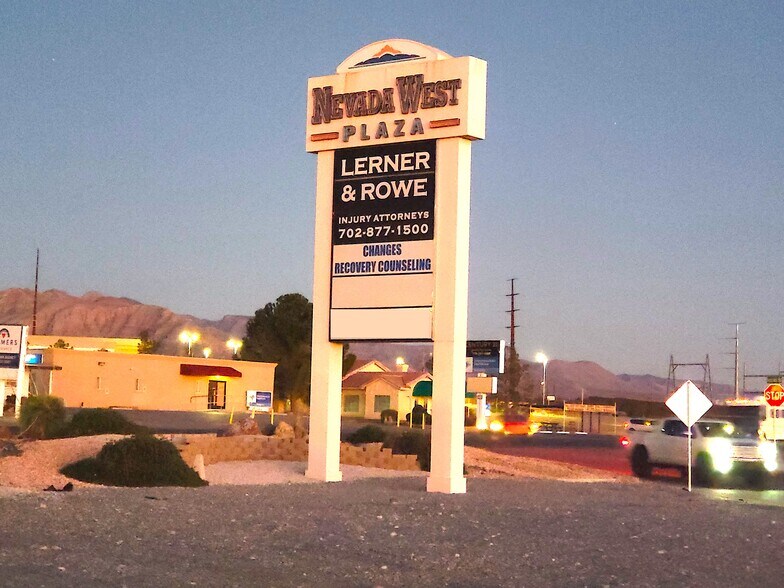 NEVADA WEST
PLAZA
LERNER
& ROWE
INJURY ATTORNEYS
702-877-1500
CHANGES
RECOVERY COUNSELING
STOP